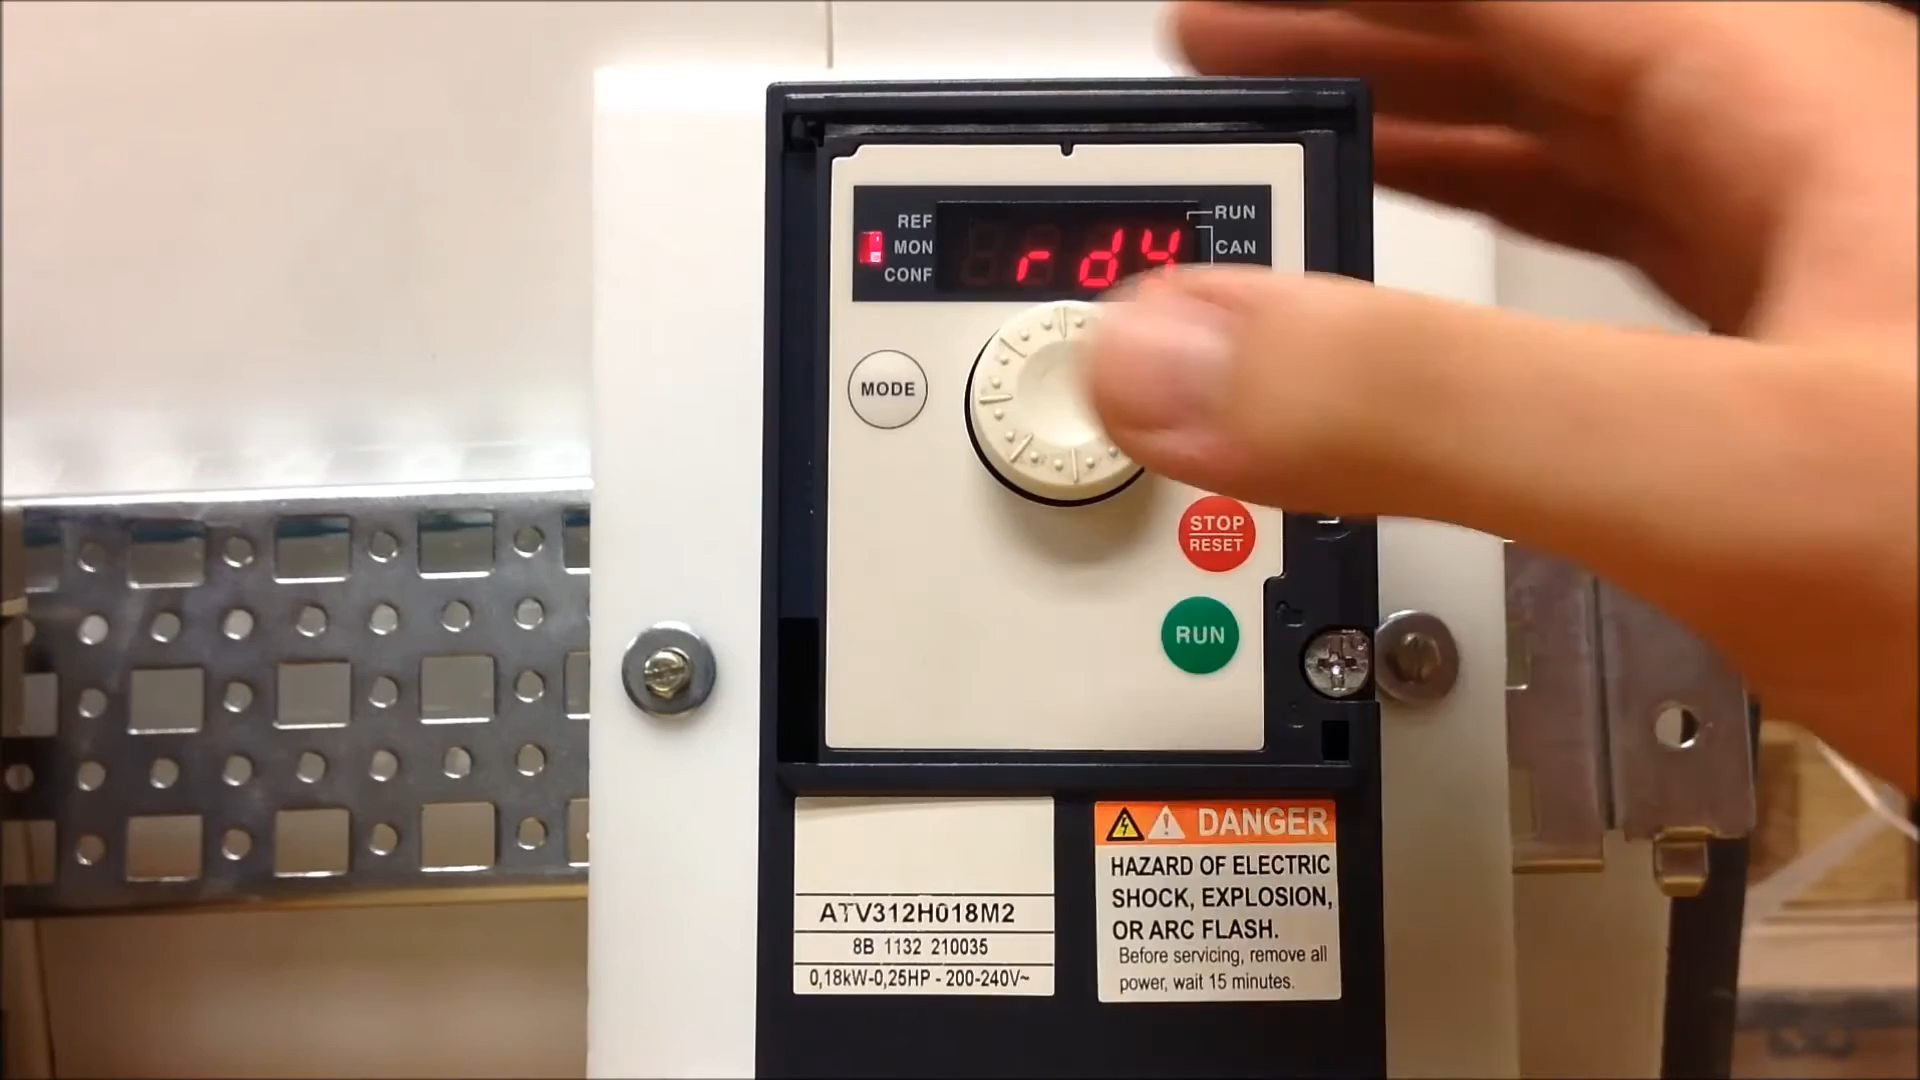 REF
MON
CONF
rdY
RUN
CAN
MODE
STOP
RESET
RUN
ATV312H018M2
8B 1132 210035
0,18kW-0,25HP - 200-240V~
DANGER
HAZARD OF ELECTRIC
SHOCK, EXPLOSION,
OR ARC FLASH.
Before servicing, remove all
power, wait 15 minutes.